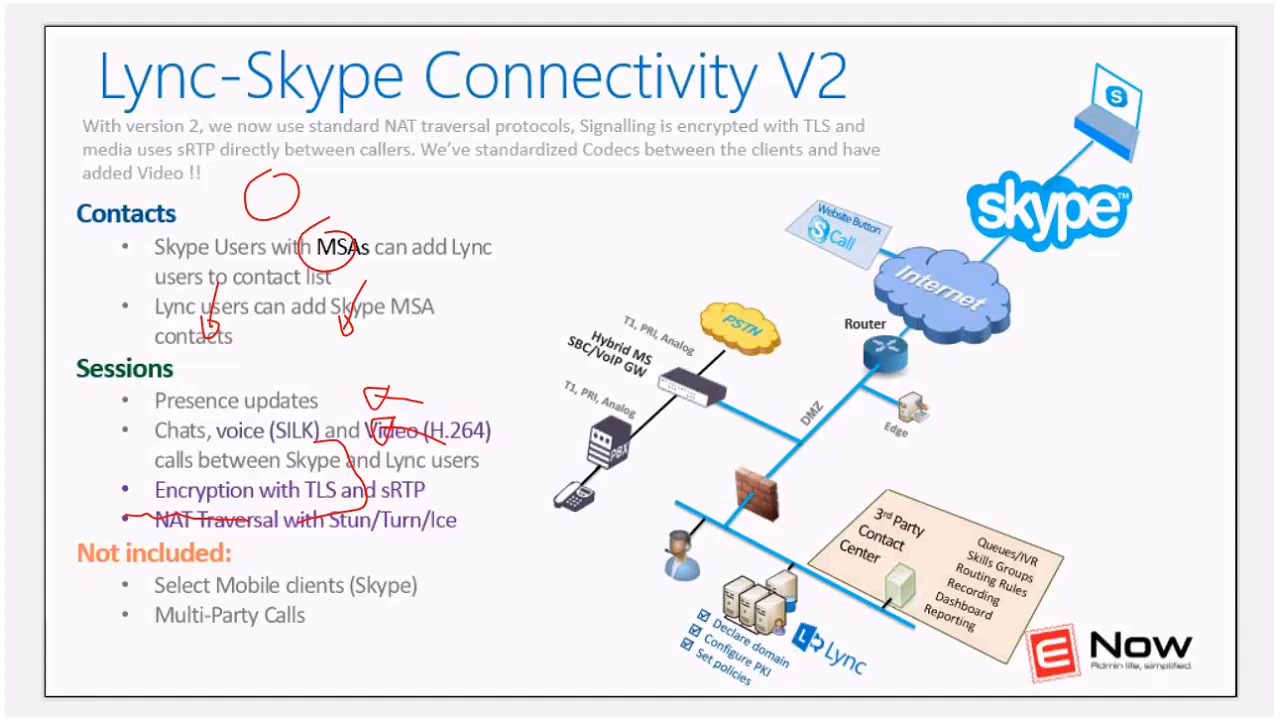 Lync-Skype Connectivity V2
With version 2, we now use standard NAT traversal protocols, Signalling is encrypted with TLS and
media uses sRTP directly between callers. We've standardized Codecs between the clients and have
added Video !!
Contacts
• Skype Users with MSAs can add Lync
users to contact list
• Lync users can add Skype MSA
contacts
Sessions
• Presence updates
• Chats, voice (SILK) and Video (H.264)
calls between Skype and Lync users
• Encryption with TLS and sRTP
• NAT Traversal with Stun/Turn/Ice
Not included:
• Select Mobile clients (Skype)
• Multi-Party Calls
S
skype™
Website Button
S Call
Internet
Router
PSTN
T1, PRI, Analog
Hybrid MS
SBC/VoIP GW
T1, PRI, Analog
PBX
DMZ
Edge
3rd Party
Contact
Center
Queues/IVR
Skills Groups
Routing Rules
Recording
Dashboard
Reporting
Declare domain
Configure PKI
Set policies
L Lync
E Now
Admin life, simplified.